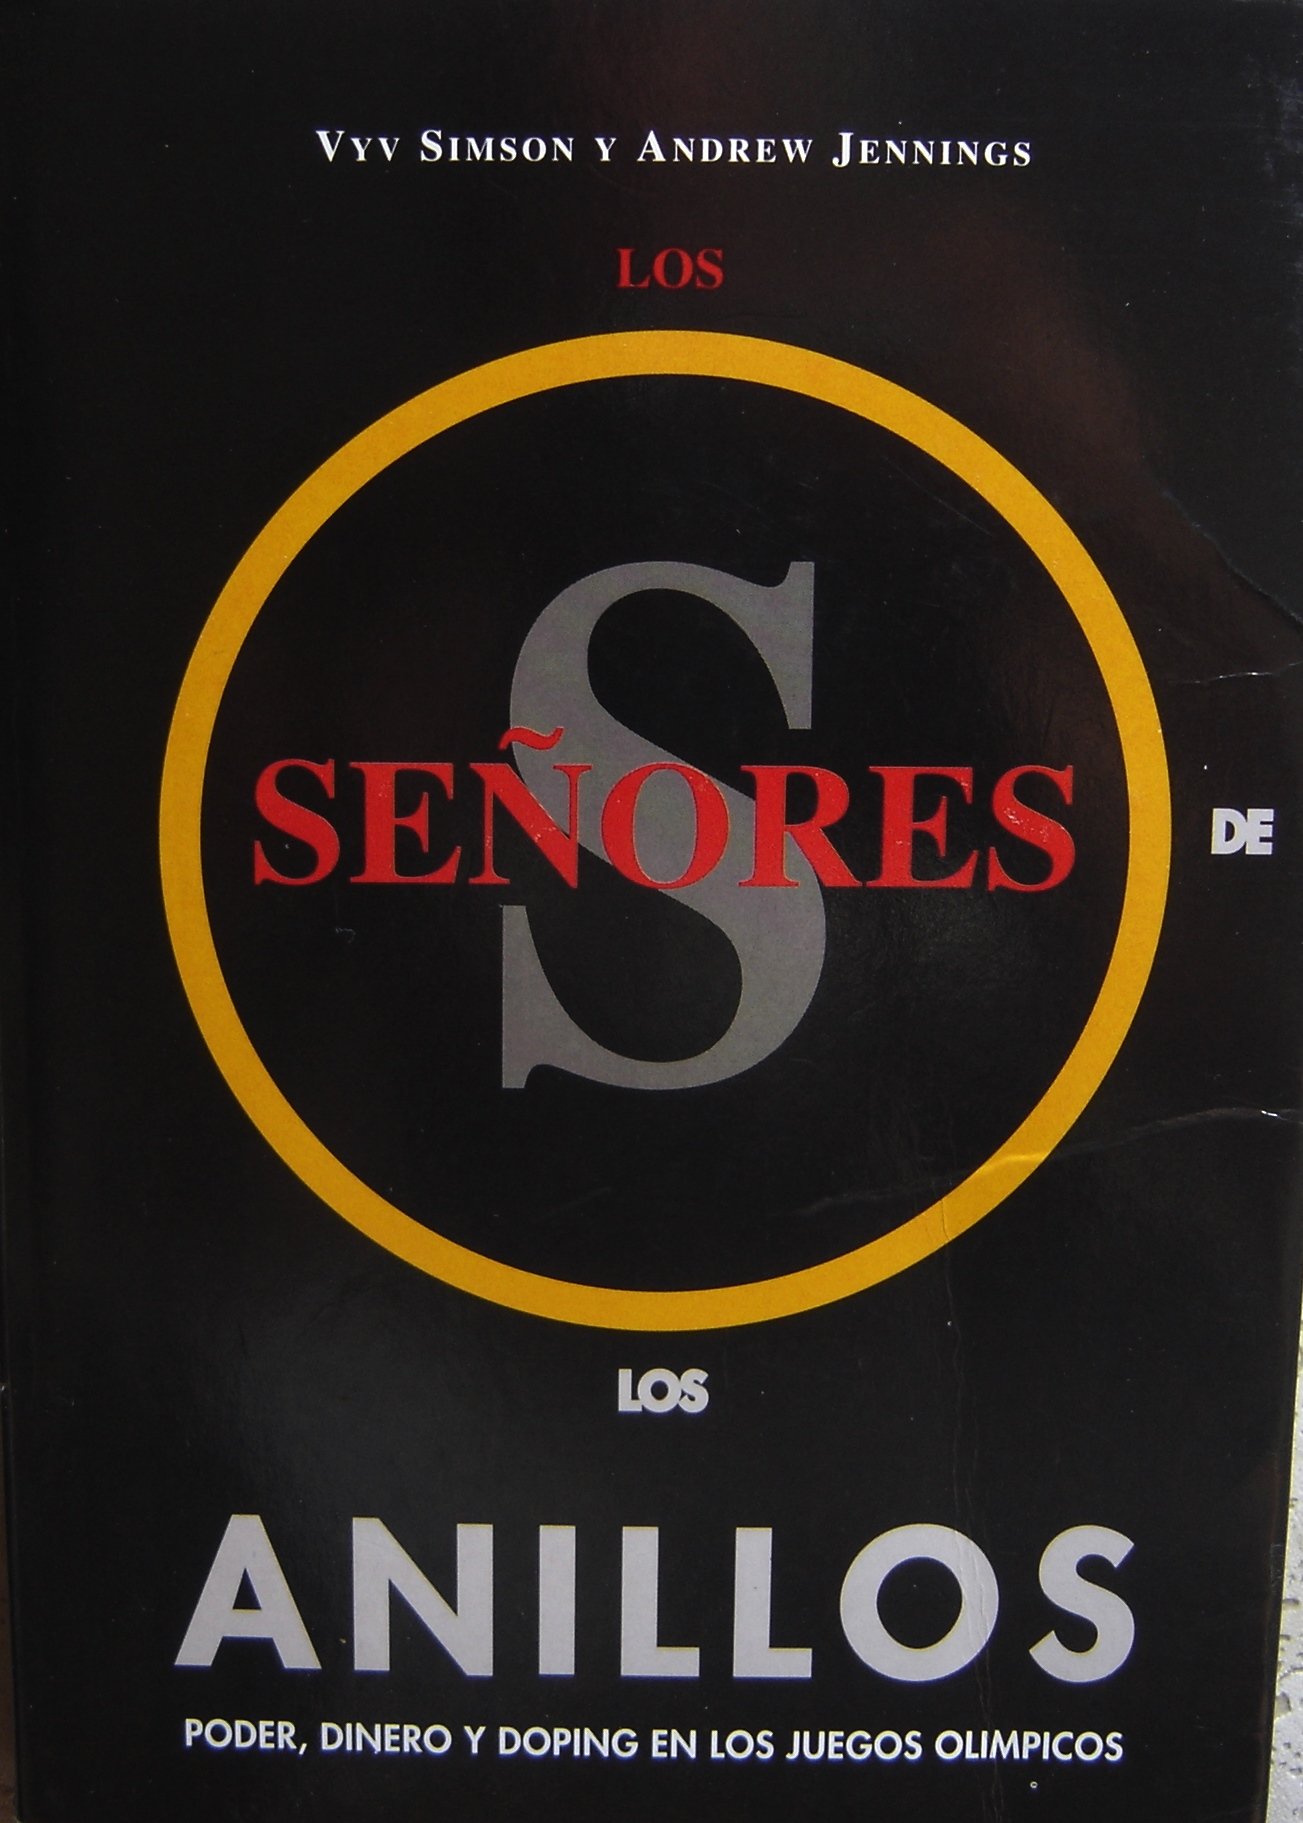 VYV SIMSON Y ANDREW JENNINGS
LOS
S
SEÑORES
DE
LOS
ANILLOS
PODER, DINERO Y DOPING EN LOS JUEGOS OLIMPICOS